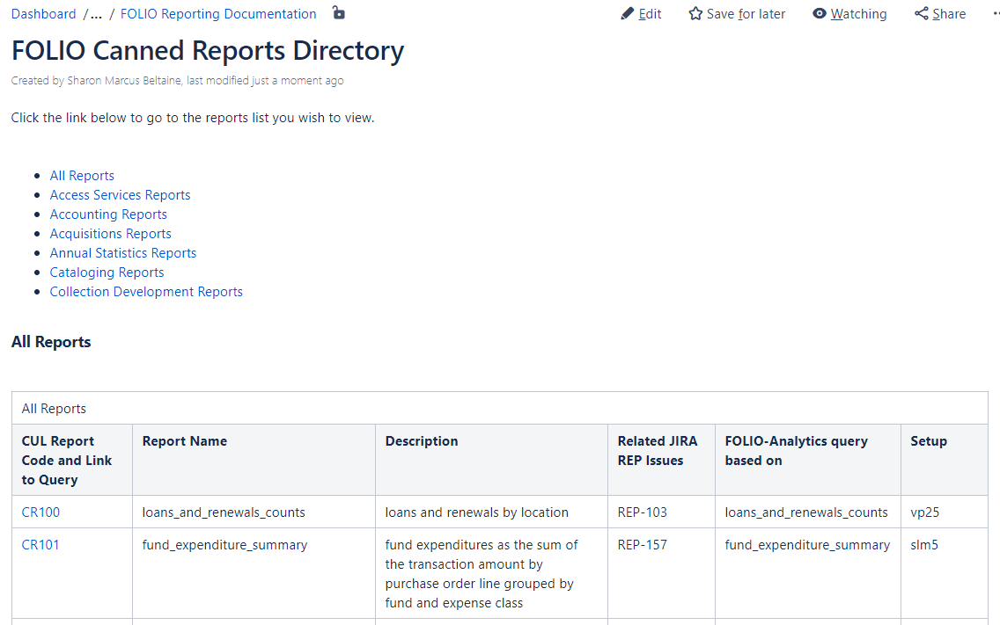 Dashboard /... / FOLIO Reporting Documentation Edit Save for later Watching Share ..
FOLIO Canned Reports Directory
Created by Sharon Marcus Beltaine, last modified just a moment ago
Click the link below to go to the reports list you wish to view.
• All Reports
• Access Services Reports
• Accounting Reports
• Acquisitions Reports
• Annual Statistics Reports
• Cataloging Reports
• Collection Development Reports
All Reports
All Reports
CUL Report Report Name Description Related JIRA FOLIO-Analytics query Setup
Code and Link REP Issues based on
to Query
CR100 loans_and_renewals_counts loans and renewals by location REP-103 loans_and_renewals_counts vp25
CR101 fund_expenditure_summary fund expenditures as the sum of REP-157 fund_expenditure_summary slm5
the transaction amount by
purchase order line grouped by
fund and expense class